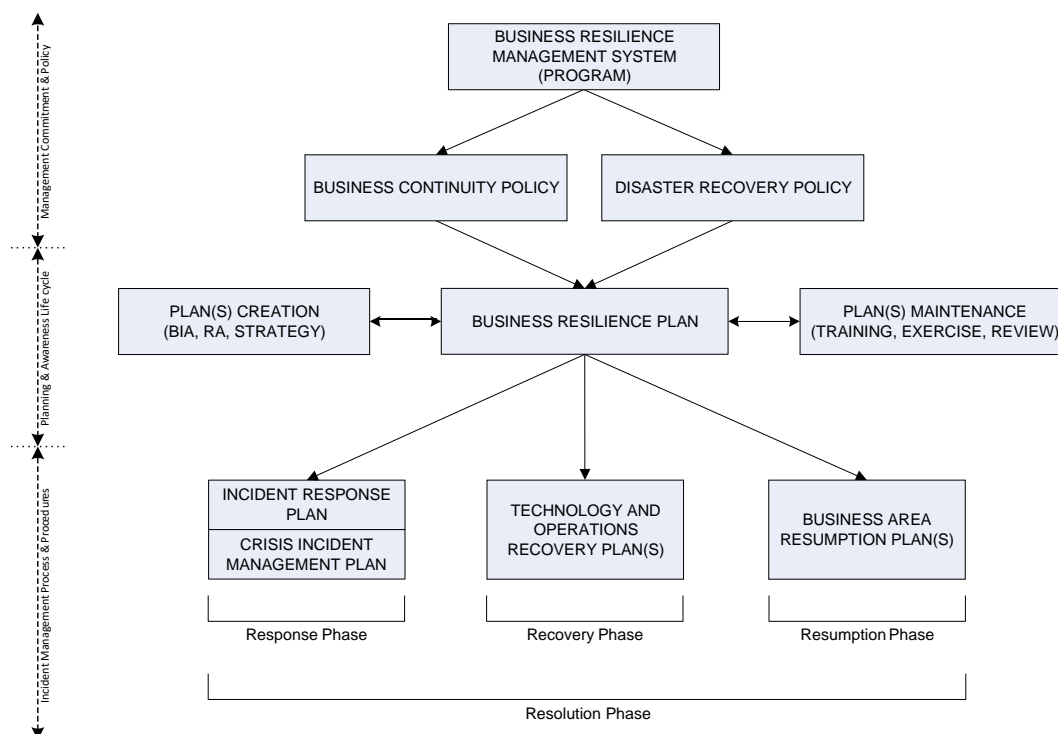 BUSINESS RESILIENCE
MANAGEMENT SYSTEM
(PROGRAM)
Management Commitment & Policy
BUSINESS CONTINUITY POLICY
DISASTER RECOVERY POLICY
Planning & Awareness Life cycle
PLAN(S) CREATION
(BIA, RA, STRATEGY)
BUSINESS RESILIENCE PLAN
PLAN(S) MAINTENANCE
(TRAINING, EXERCISE, REVIEW)
Incident Management Process & Procedures
INCIDENT RESPONSE
PLAN
CRISIS INCIDENT
MANAGEMENT PLAN
TECHNOLOGY AND
OPERATIONS
RECOVERY PLAN(S)
BUSINESS AREA
RESUMPTION PLAN(S)
Response Phase
Recovery Phase
Resumption Phase
Resolution Phase